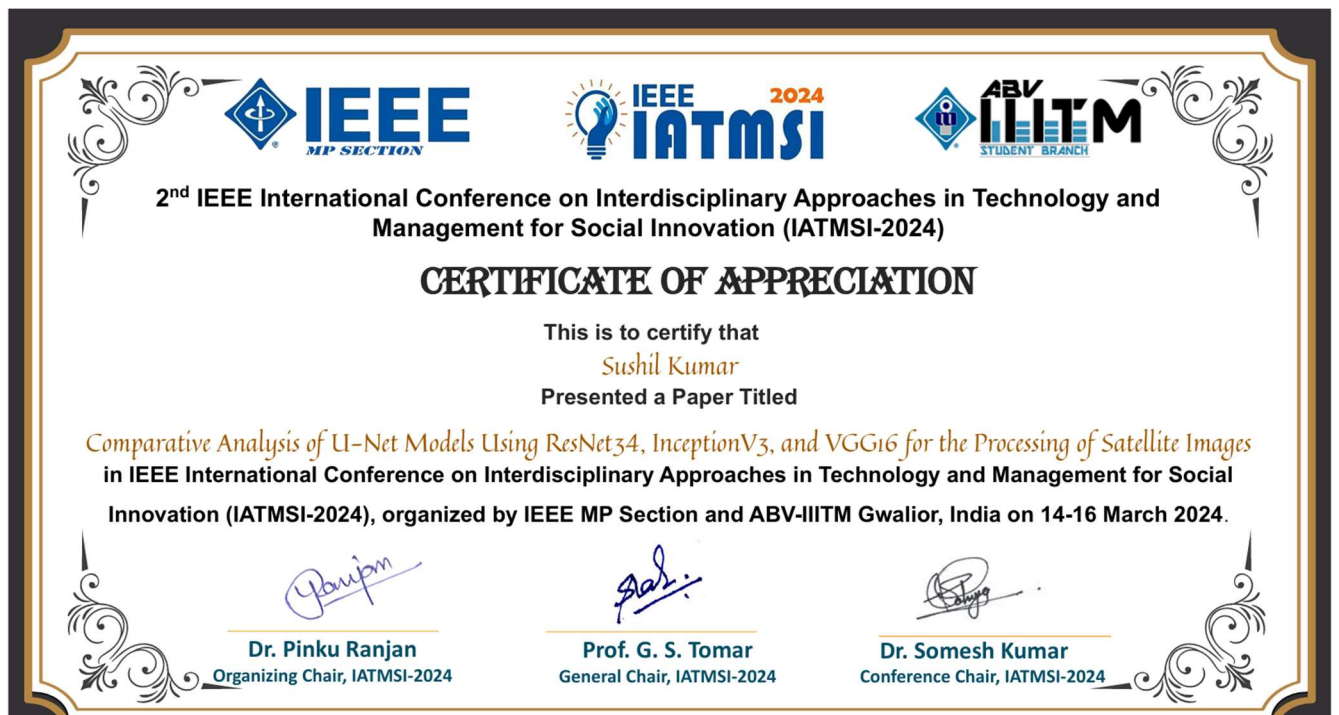 IEEE
MP SECTION
IEEE 2024
IATMSI
ABV
IIITM
STUDENT BRANCH
2nd IEEE International Conference on Interdisciplinary Approaches in Technology and
Management for Social Innovation (IATMSI-2024)
CERTIFICATE OF APPRECIATION
This is to certify that
Sushil Kumar
Presented a Paper Titled
Comparative Analysis of U-Net Models Using ResNet34, InceptionV3, and VGG16 for the Processing of Satellite Images
in IEEE International Conference on Interdisciplinary Approaches in Technology and Management for Social
Innovation (IATMSI-2024), organized by IEEE MP Section and ABV-IIITM Gwalior, India on 14-16 March 2024.
Dr. Pinku Ranjan
Organizing Chair, IATMSI-2024
Prof. G. S. Tomar
General Chair, IATMSI-2024
Dr. Somesh Kumar
Conference Chair, IATMSI-2024